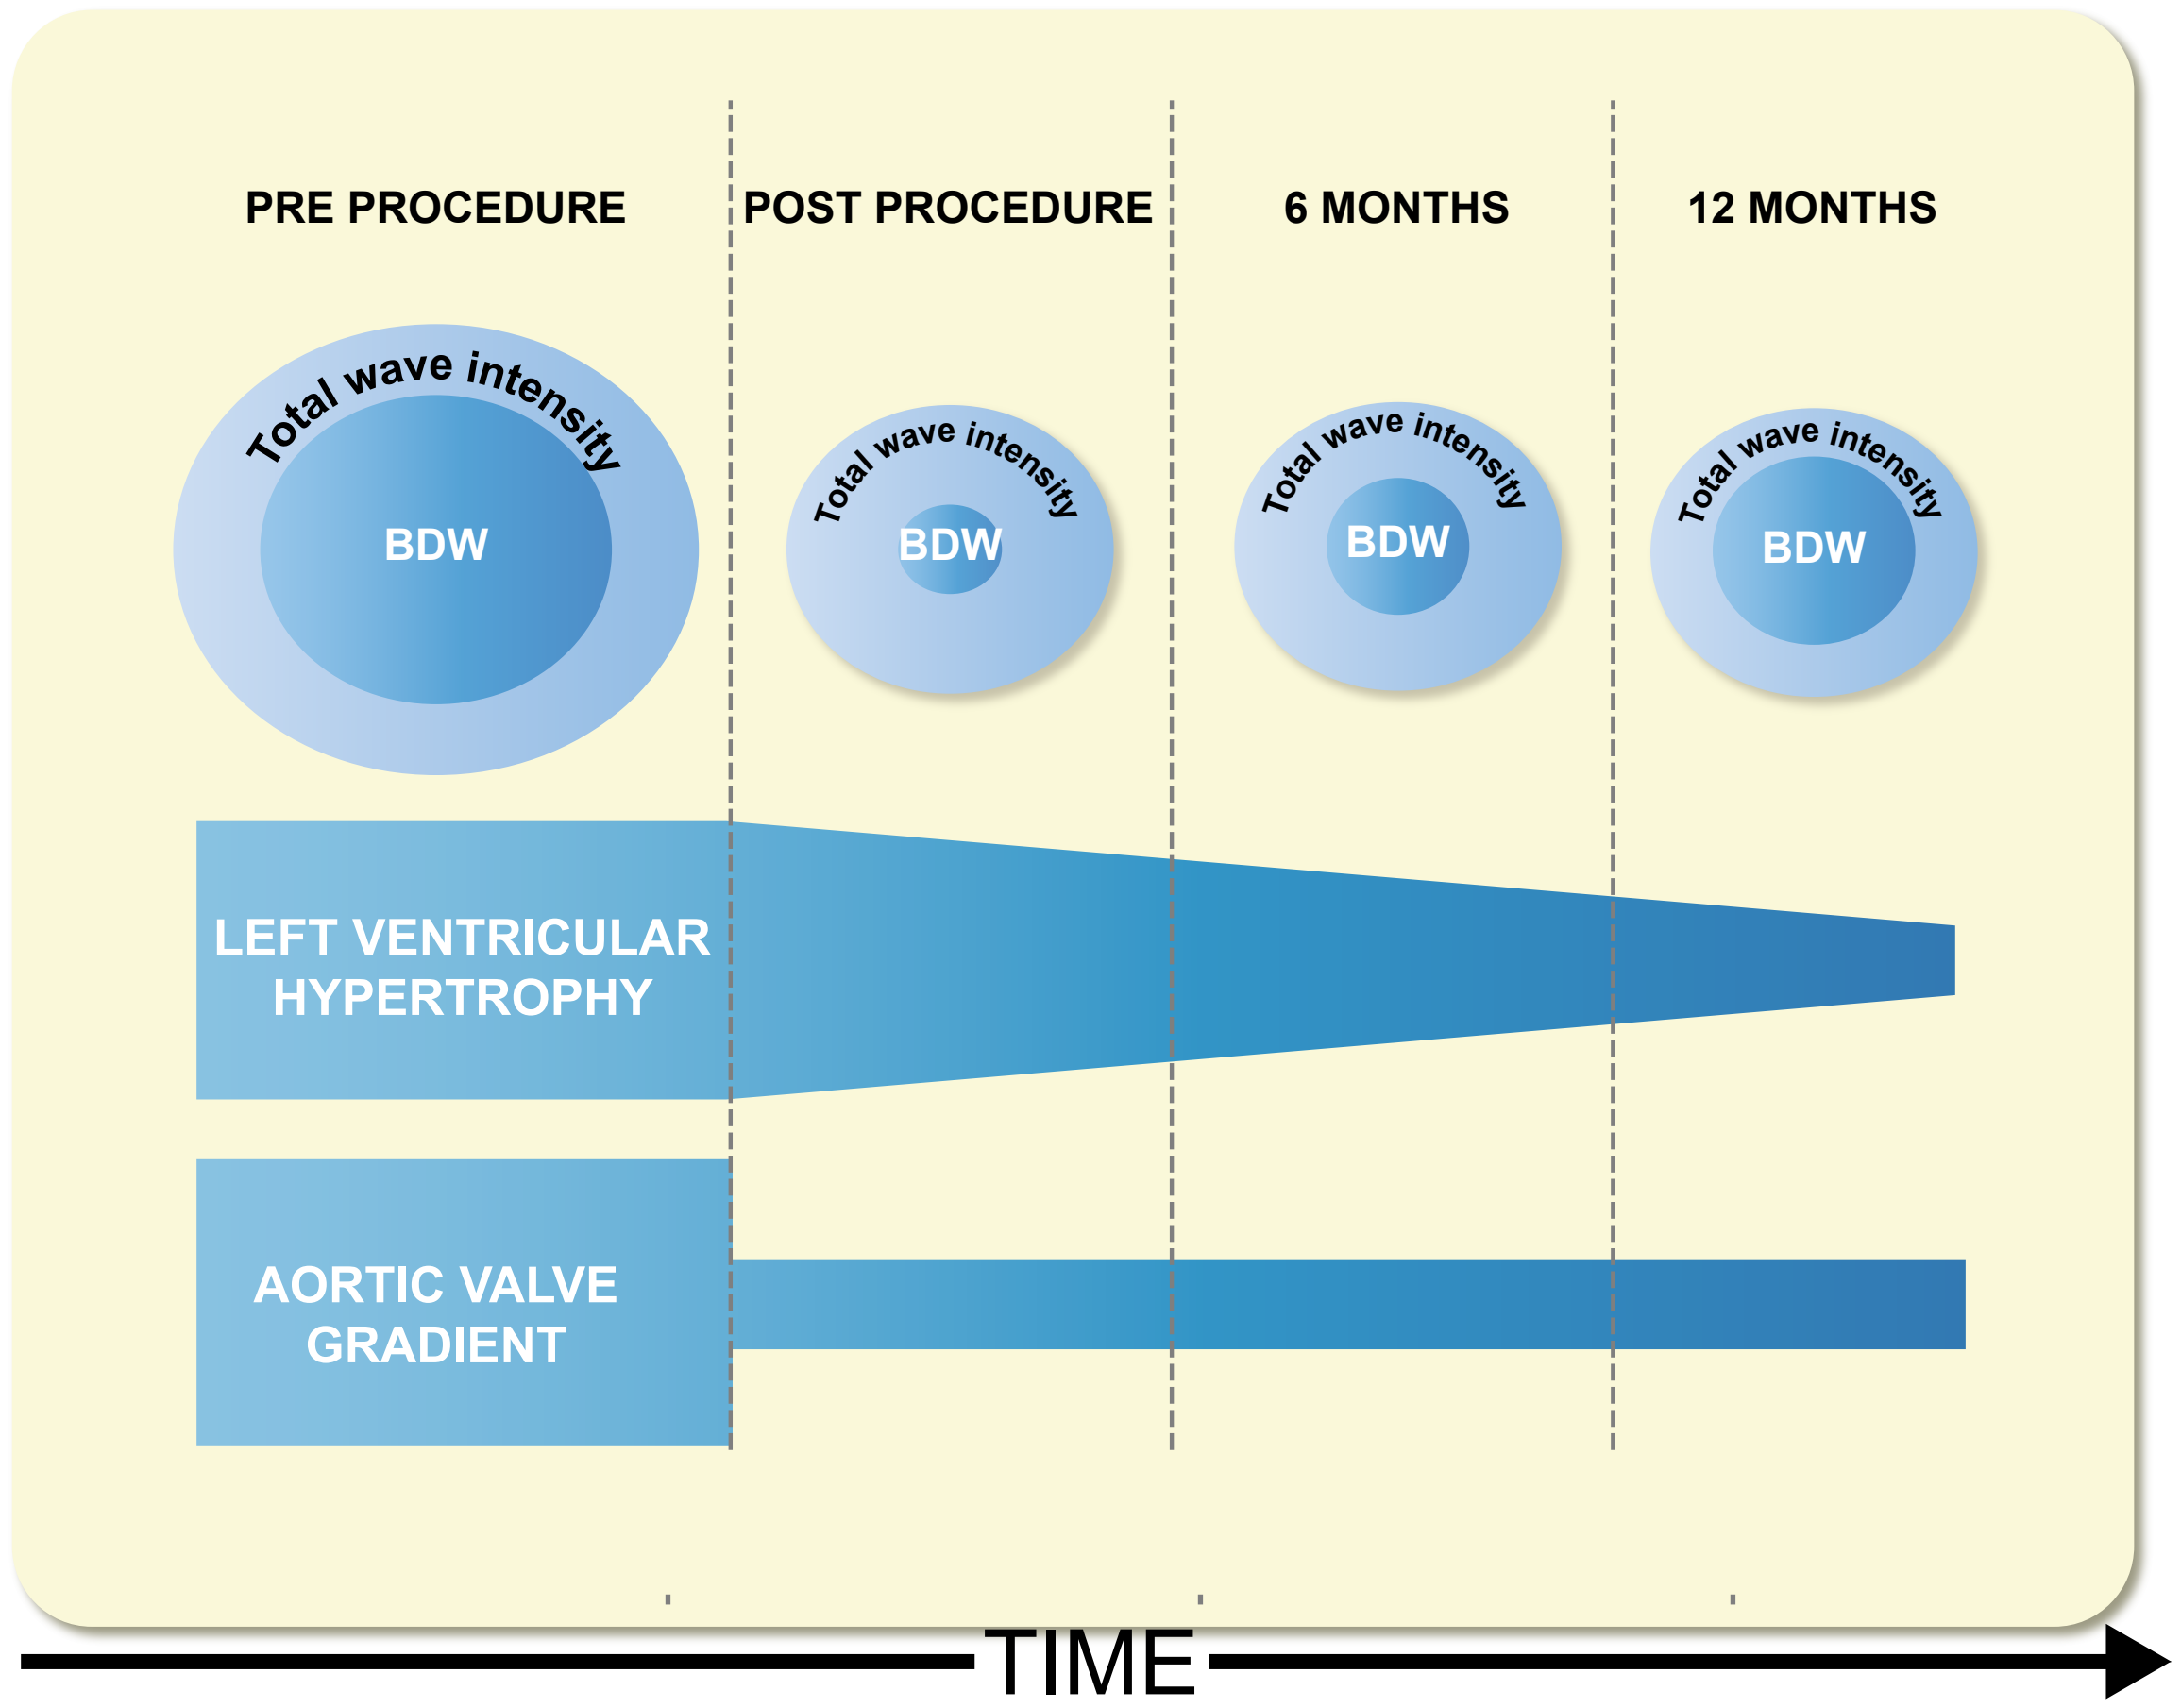 PRE PROCEDURE
POST PROCEDURE
6 MONTHS
12 MONTHS
Total wave intensity
BDW
Total wave intensity
BDW
Total wave intensity
BDW
Total wave intensity
BDW
LEFT VENTRICULAR
HYPERTROPHY
AORTIC VALVE
GRADIENT
TIME